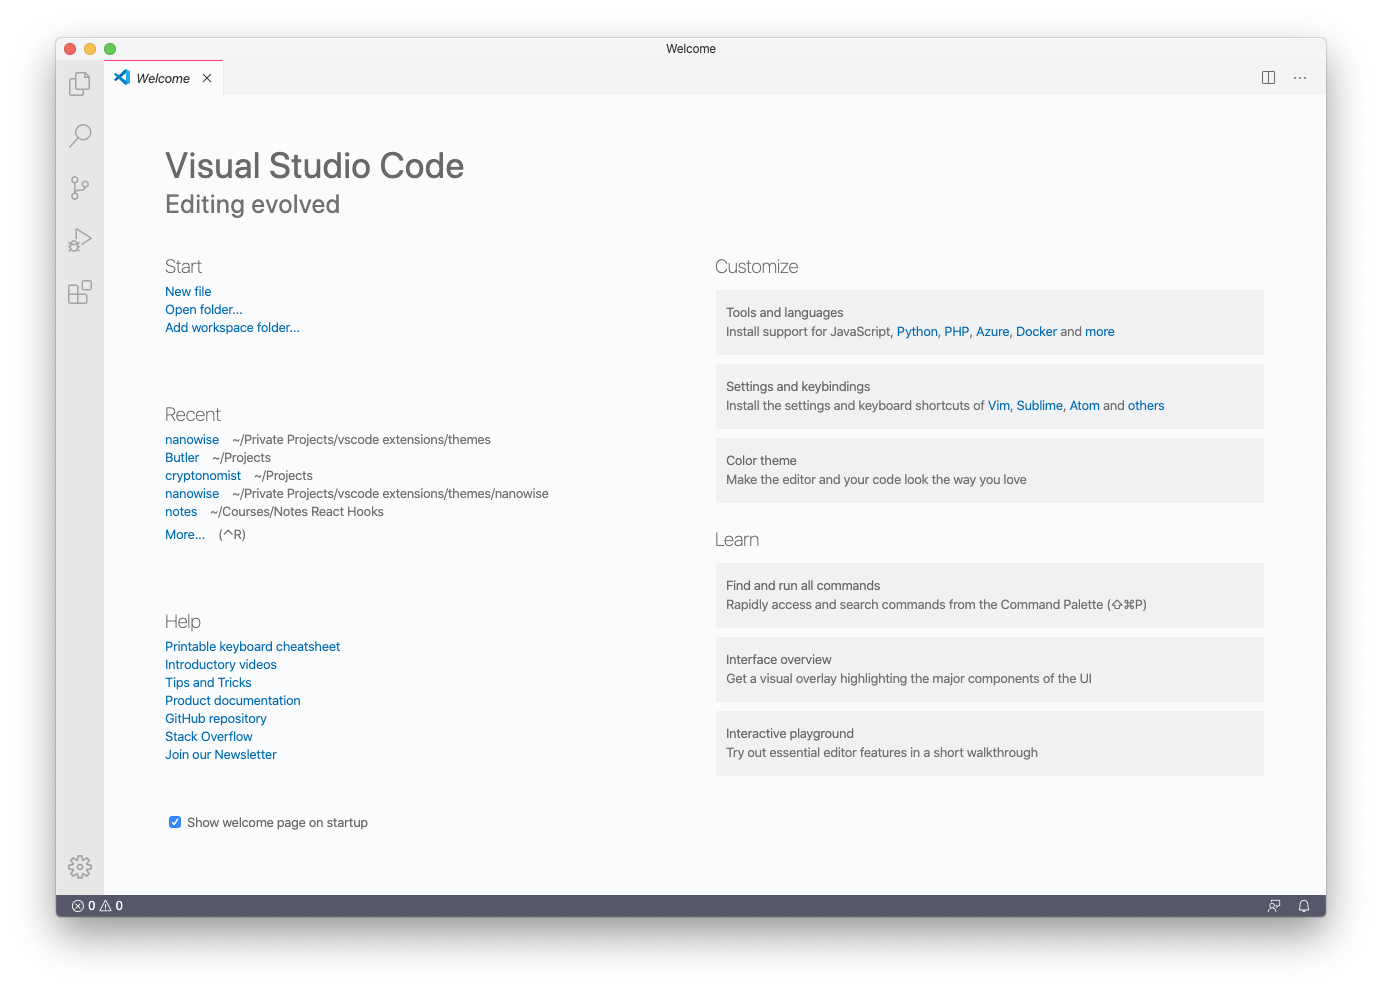 Welcome
Welcome
Visual Studio Code
Editing evolved
Start
New file
Open folder...
Add workspace folder...
Recent
nanowise ~/Private Projects/vscode extensions/themes
Butler ~/Projects
cryptonomist ~/Projects
nanowise ~/Private Projects/vscode extensions/themes/nanowise
notes ~/Courses/Notes React Hooks
More... (^R)
Help
Printable keyboard cheatsheet
Introductory videos
Tips and Tricks
Product documentation
GitHub repository
Stack Overflow
Join our Newsletter
Show welcome page on startup
Customize
Tools and languages
Install support for JavaScript, Python, PHP, Azure, Docker and more
Settings and keybindings
Install the settings and keyboard shortcuts of Vim, Sublime, Atom and others
Color theme
Make the editor and your code look the way you love
Learn
Find and run all commands
Rapidly access and search commands from the Command Palette (⇧⌘P)
Interface overview
Get a visual overlay highlighting the major components of the UI
Interactive playground
Try out essential editor features in a short walkthrough
0 0